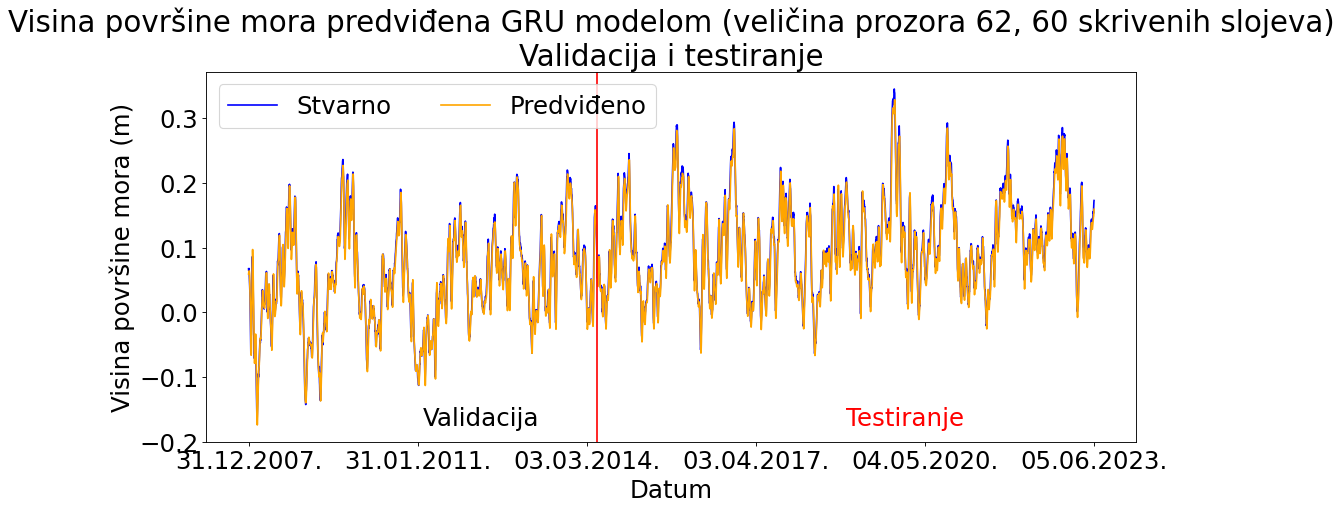 Visina površine mora predviđena GRU modelom (veličina prozora 62, 60 skrivenih slojeva)
Validacija i testiranje
Stvarno
Predviđeno
Visina površine mora (m)
0.3
0.2
0.1
0.0
−0.1
−0.2
Validacija
Testiranje
31.12.2007.
31.01.2011.
03.03.2014.
03.04.2017.
04.05.2020.
05.06.2023.
Datum